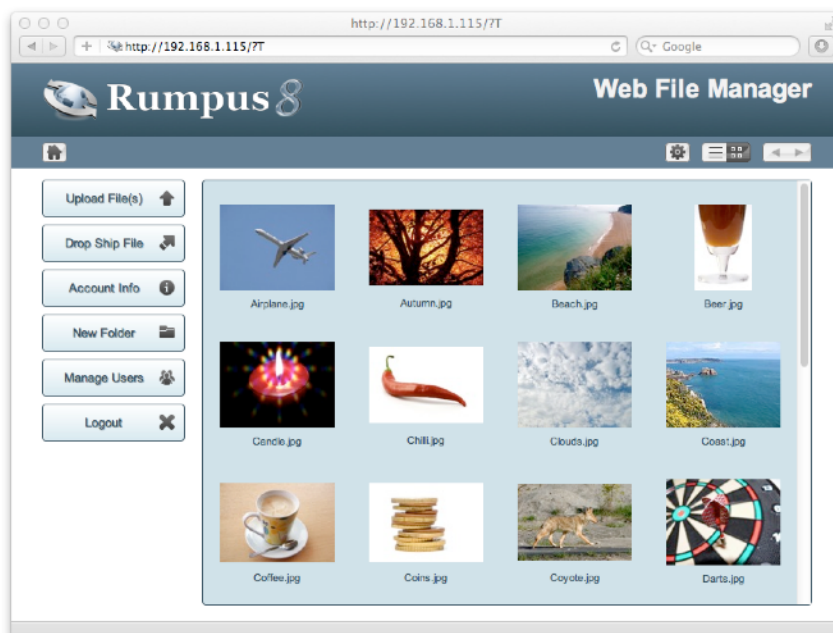 http://192.168.1.115/?T
http://192.168.1.115/?T
Google
Rumpus 8
Web File Manager
Upload File(s)
Drop Ship File
Account Info
New Folder
Manage Users
Logout
Airplane.jpg
Autumn.jpg
Beach.jpg
Beer.jpg
Candle.jpg
Chilli.jpg
Clouds.jpg
Coast.jpg
Coffee.jpg
Coins.jpg
Coyote.jpg
Darts.jpg